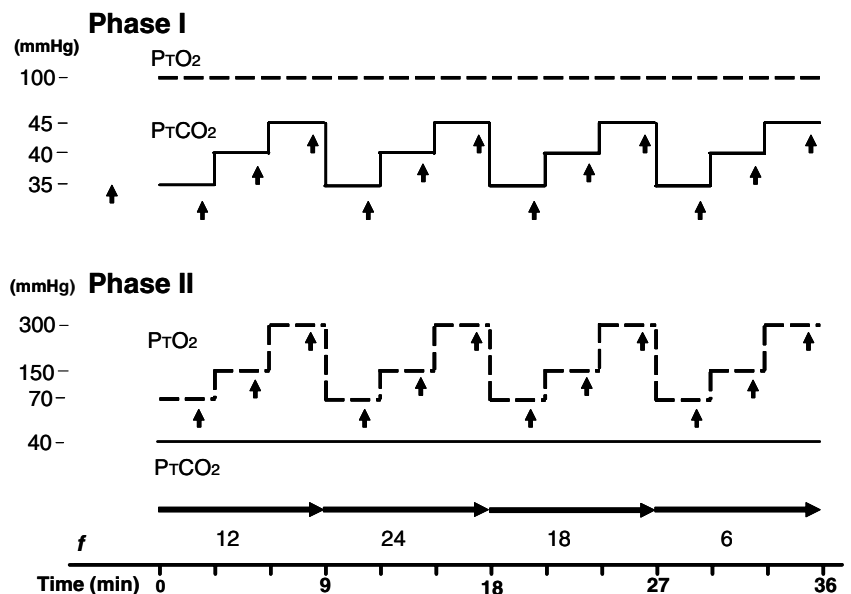 Phase I
(mmHg)
PTO2
100
45
PTCO2
40
35
Phase II
(mmHg)
300
PTO2
150
70
40
PTCO2
f 12 24 18 6
Time (min) 0 9 18 27 36